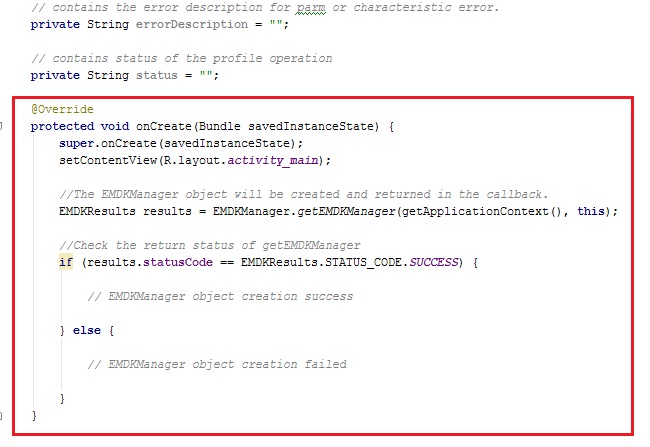 // contains the error description for parm or characteristic error.
private String errorDescription = "";
// contains status of the profile operation
private String status = "";
@Override
protected void onCreate(Bundle savedInstanceState) {
super.onCreate(savedInstanceState);
setContentView(R.layout.activity_main);
//The EMDKManager object will be created and returned in the callback.
EMDKResults results = EMDKManager.getEMDKManager(getApplicationContext(), this);
//Check the return status of getEMDKManager
if (results.statusCode == EMDKResults.STATUS_CODE.SUCCESS) {
// EMDKManager object creation success
} else {
// EMDKManager object creation failed
}
}